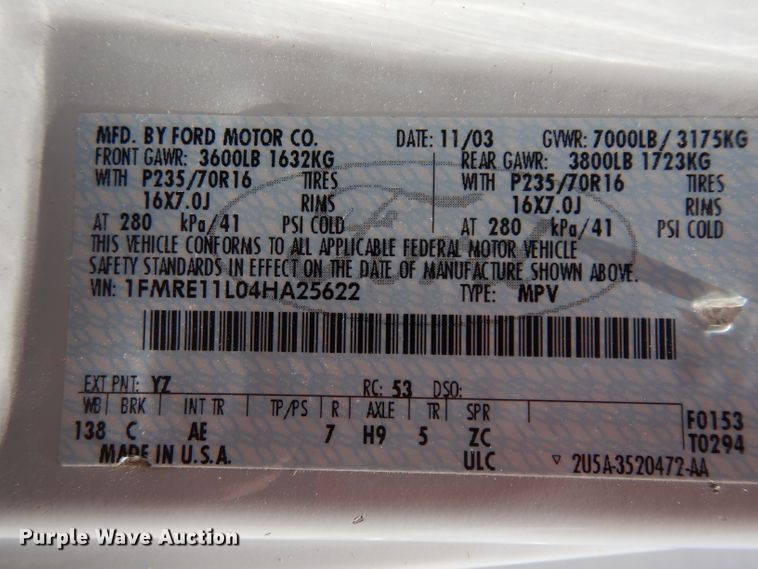 MFD. BY FORD MOTOR CO. DATE: 11/03 GVWR: 7000LB/ 3175KG
FRONT GAWR: 3600LB 1632KG REAR GAWR: 3800LB 1723KG
WITH P235/70R16 TIRES WITH P235/70R16 TIRES
16X7.0J RIMS 16X7.0J RIMS
AT 280 kPa/41 PSI COLD AT 280 kPa/41 PSI COLD
THIS VEHICLE CONFORMS TO ALL APPLICABLE FEDERAL MOTOR VEHICLE
SAFETY STANDARDS IN EFFECT ON THE DATE OF MANUFACTURE SHOWN ABOVE.
VIN: 1FMRE11L04HA25622 TYPE: MPV
EXT PNT: YZ RC: 53 DSO:
WB BRK INT TR TP/PS R AXLE TR SPR F0153
138 C AE 7 H9 5 ZC T0294
MADE IN U.S.A. ULC ▽ 2U5A-3520472-AA
Purple Wave Auction